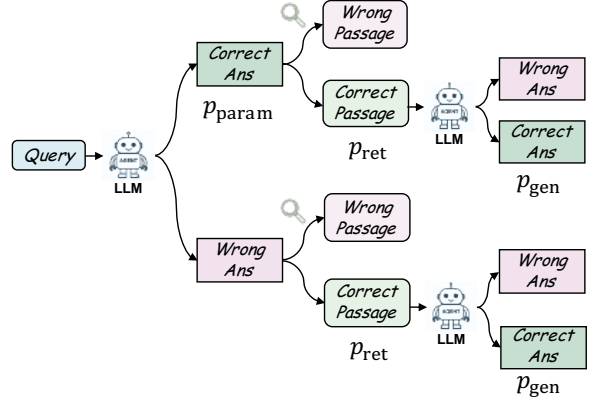 Wrong
Passage
Correct
Ans
p_param
Correct
Passage
p_ret
LLM
Wrong
Ans
Correct
Ans
p_gen
Query
LLM
Wrong
Ans
Wrong
Passage
Correct
Passage
p_ret
LLM
Wrong
Ans
Correct
Ans
p_gen